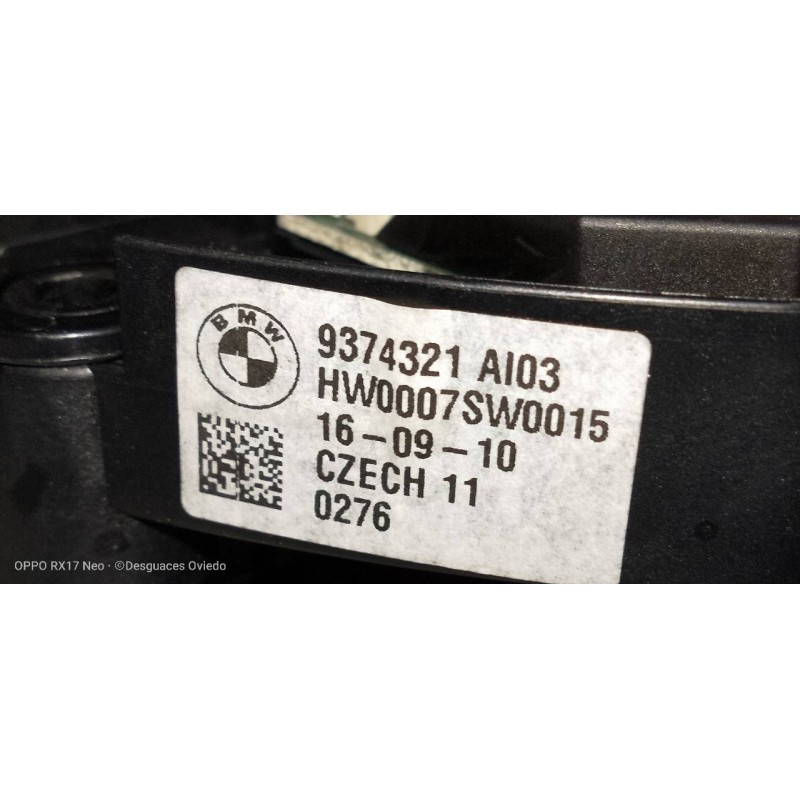 BMW
9374321 AI03
HW0007SW0015
16-09-10
CZECH 11
0276
OPPO RX17 Neo · ©Desguaces Oviedo